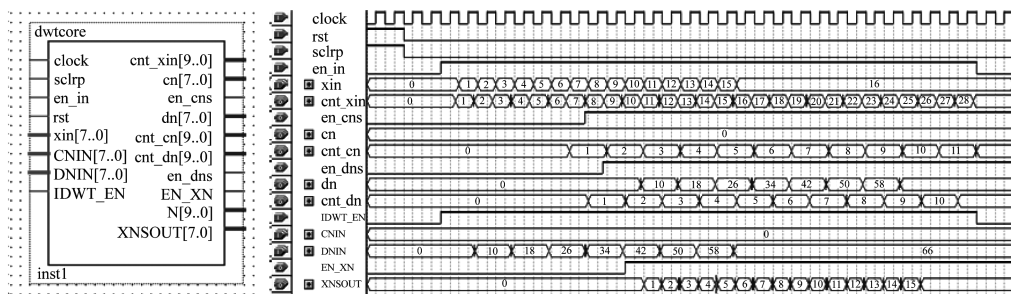 dwtcore
clock cnt_xin[9..0]
sclrp cn[7..0]
en_in en_cns
rst dn[7..0]
xin[7..0] cnt_cn[9..0]
CNIN[7..0] cnt_dn[9..0]
DNIN[7..0] en_dns
IDWT_EN EN_XN
N[9..0]
XNSOUT[7.0]
inst1
clock
rst
sclrp
en_in
xin 0 1 2 3 4 5 6 7 8 9 10 11 12 13 14 15 16
cnt_xin 0 1 2 3 4 5 6 7 8 9 10 11 12 13 14 15 16 17 18 19 20 21 22 23 24 25 26 27 28
en_cns
cn 0
cnt_cn 0 1 2 3 4 5 6 7 8 9 10 11
en_dns
dn 0 10 18 26 34 42 50 58
cnt_dn 0 1 2 3 4 5 6 7 8 9 10
IDWT_EN
CNIN 0
DNIN 0 10 18 26 34 42 50 58 66
EN_XN
XNSOUT 0 1 2 3 4 5 6 7 8 9 10 11 12 13 14 15